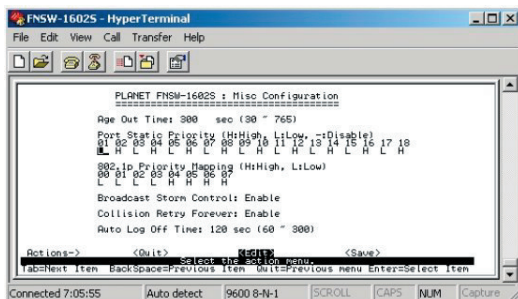 FNSW-1602S - HyperTerminal
File Edit View Call Transfer Help
PLANET FNSW-1602S : Misc Configuration
Age Out Time: 300 sec (30 ~ 765)
Port Static Priority (H:High, L:Low, -:Disable)
01 02 03 04 05 06 07 08 09 10 11 12 13 14 15 16 17 18
L H L H L H L H L H L H L H L H L H
802.1p Priority Mapping (H:High, L:Low)
00 01 02 03 04 05 06 07
L L L L H H H H
Broadcast Storm Control: Enable
Collision Retry Forever: Enable
Auto Log Off Time: 120 sec (60 ~ 300)
Actions-> <Quit> <Edit> <Save>
Select the action menu.
Tab=Next Item BackSpace=Previous Item Quit=Previous menu Enter=Select Item
Connected 7:05:55 Auto detect 9600 8-N-1 SCROLL CAPS NUM Capture